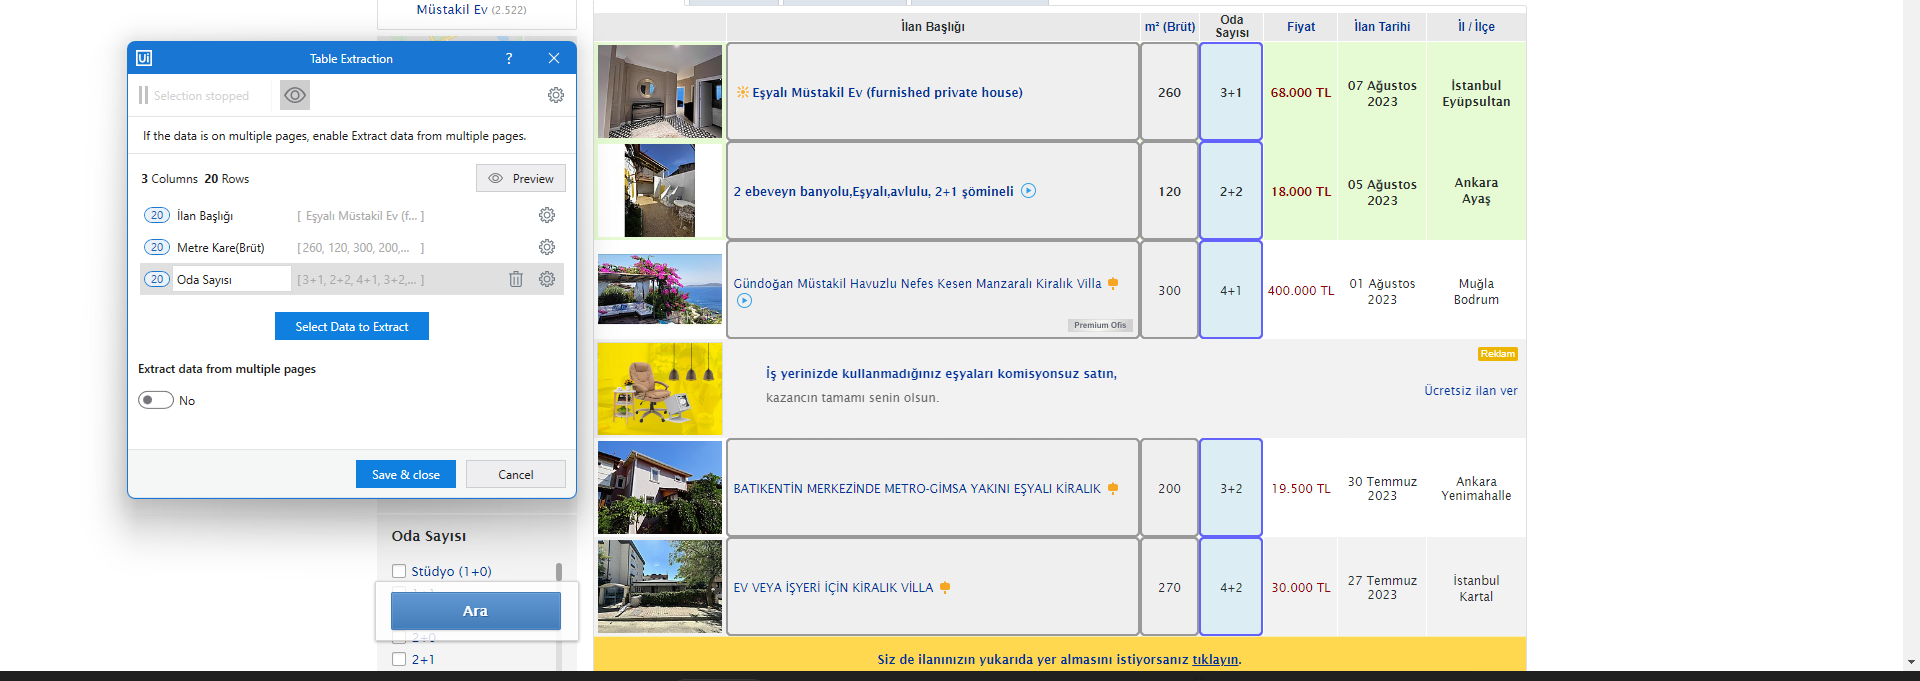 Müstakil Ev (2.522)
Ui Table Extraction ?
Selection stopped
If the data is on multiple pages, enable Extract data from multiple pages.
3 Columns 20 Rows
Preview
20 İlan Başlığı [ Eşyalı Müstakil Ev (f... ]
20 Metre Kare(Brüt) [260, 120, 300, 200,... ]
20 Oda Sayısı [3+1, 2+2, 4+1, 3+2,... ]
Select Data to Extract
Extract data from multiple pages
No
Save & close Cancel
Oda Sayısı
Stüdyo (1+0)
Ara
2+0
2+1
İlan Başlığı m² (Brüt) Oda Sayısı Fiyat İlan Tarihi İl / İlçe
Eşyalı Müstakil Ev (furnished private house) 260 3+1 68.000 TL 07 Ağustos 2023 İstanbul Eyüpsultan
2 ebeveyn banyolu,Eşyalı,avlulu, 2+1 şömineli 120 2+2 18.000 TL 05 Ağustos 2023 Ankara Ayaş
Gündoğan Müstakil Havuzlu Nefes Kesen Manzaralı Kiralık Villa 300 4+1 400.000 TL 01 Ağustos 2023 Muğla Bodrum
Premium Ofis
Reklam
İş yerinizde kullanmadığınız eşyaları komisyonsuz satın,
kazancın tamamı senin olsun.
Ücretsiz ilan ver
BATIKENTİN MERKEZİNDE METRO-GİMSA YAKINI EŞYALI KİRALIK 200 3+2 19.500 TL 30 Temmuz 2023 Ankara Yenimahalle
EV VEYA İŞYERİ İÇİN KİRALIK VİLLA 270 4+2 30.000 TL 27 Temmuz 2023 İstanbul Kartal
Siz de ilanınızın yukarıda yer almasını istiyorsanız tıklayın.